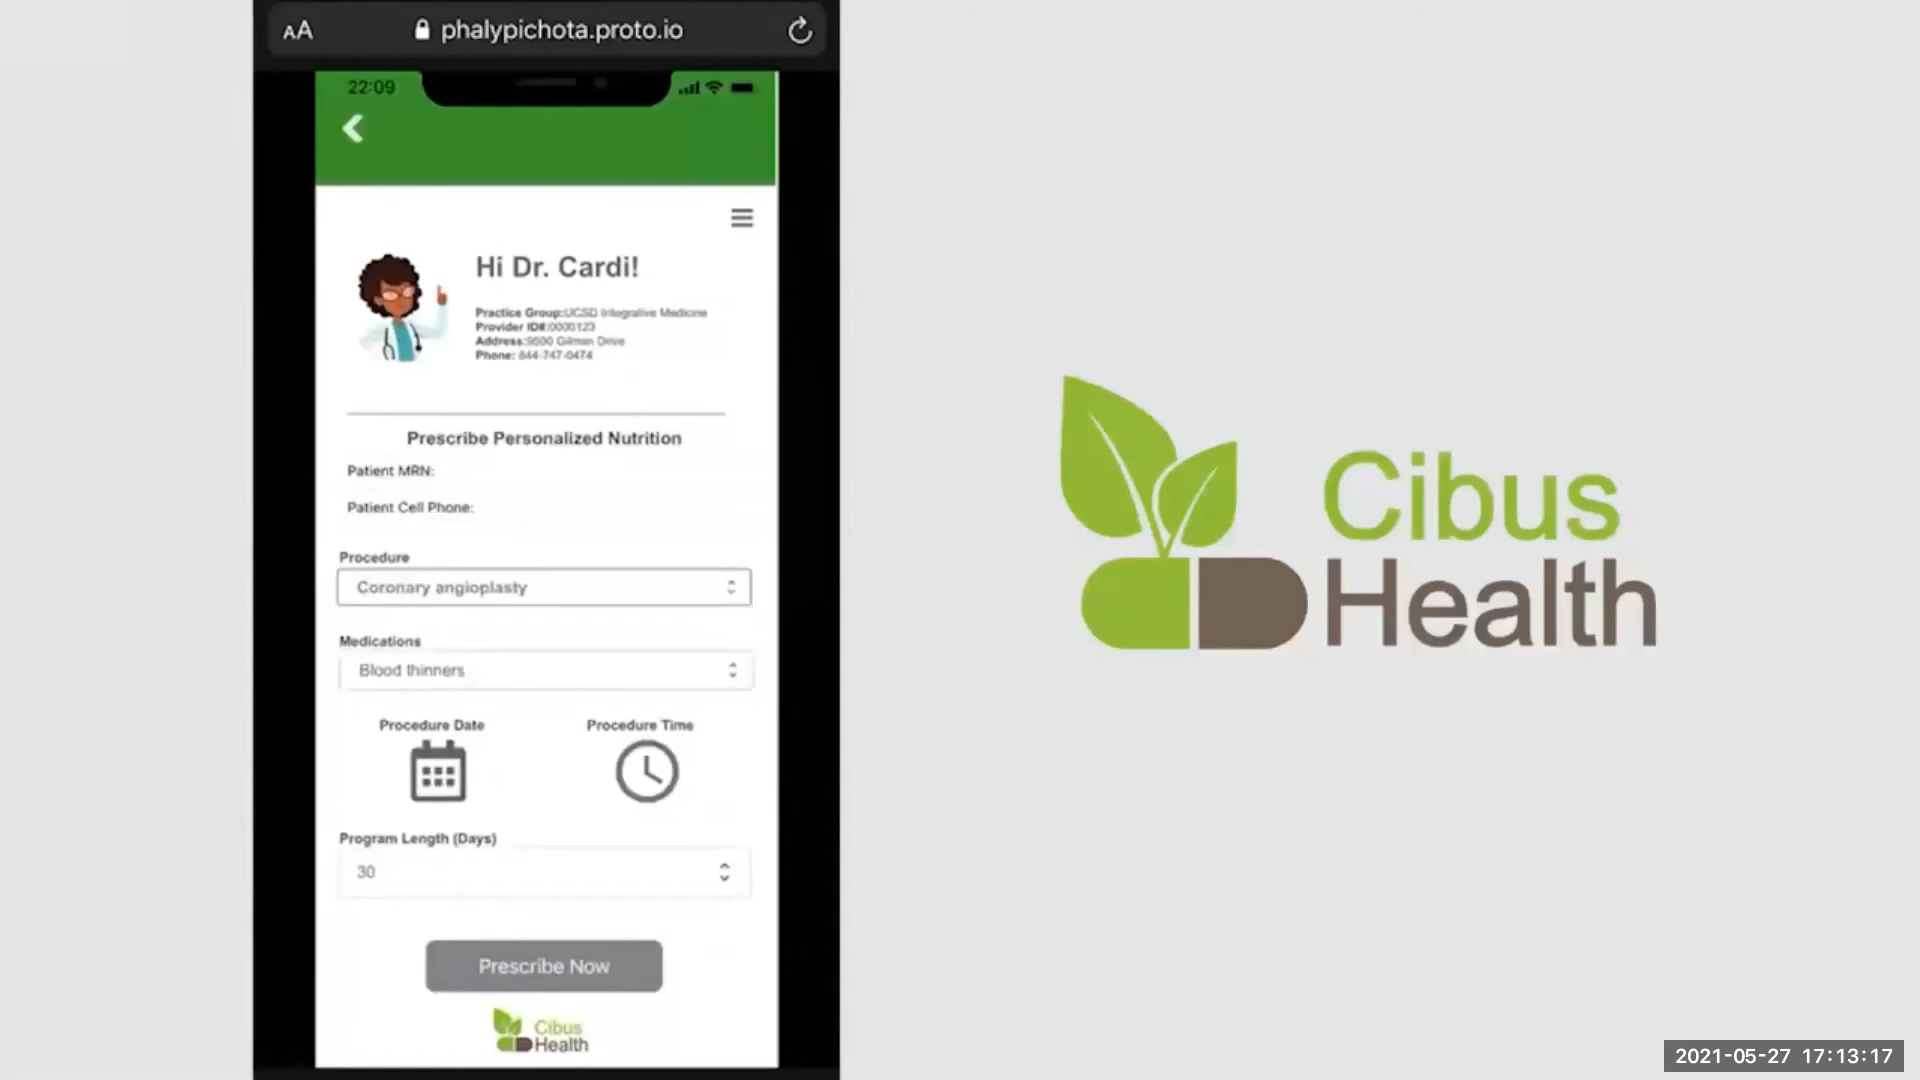 AA phalypichota.proto.io
22:09
Hi Dr. Cardi!
Practice Group:UCSD Integrative Medicine
Provider ID#:0000123
Address:9500 Gilman Drive
Phone: 844-747-0474
Prescribe Personalized Nutrition
Patient MRN:
Patient Cell Phone:
Procedure
Coronary angioplasty
Medications
Blood thinners
Procedure Date Procedure Time
Program Length (Days)
30
Prescribe Now
Cibus
Health
Cibus
Health
2021-05-27 17:13:17